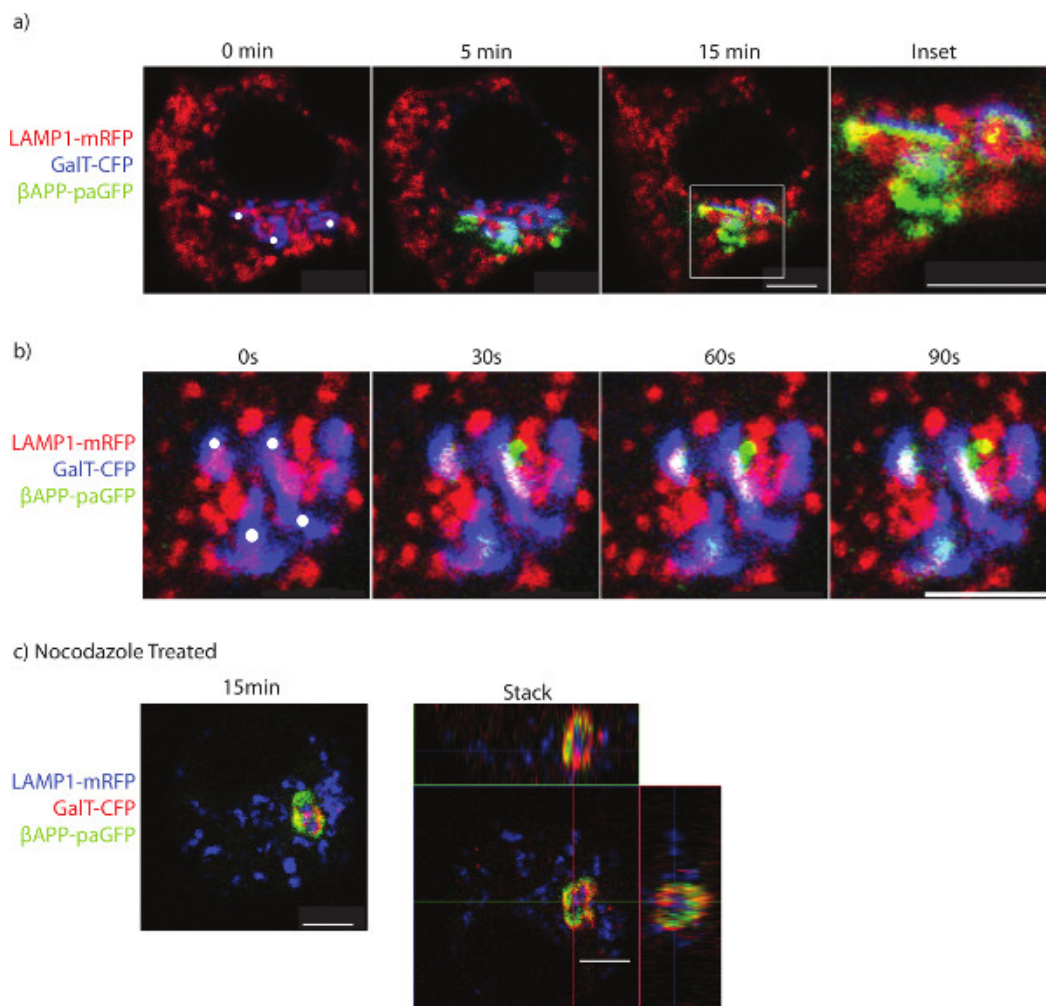 a)
0 min 5 min 15 min Inset
LAMP1-mRFP
GalT-CFP
βAPP-paGFP
b)
0s 30s 60s 90s
LAMP1-mRFP
GalT-CFP
βAPP-paGFP
c) Nocodazole Treated
15min Stack
LAMP1-mRFP
GalT-CFP
βAPP-paGFP